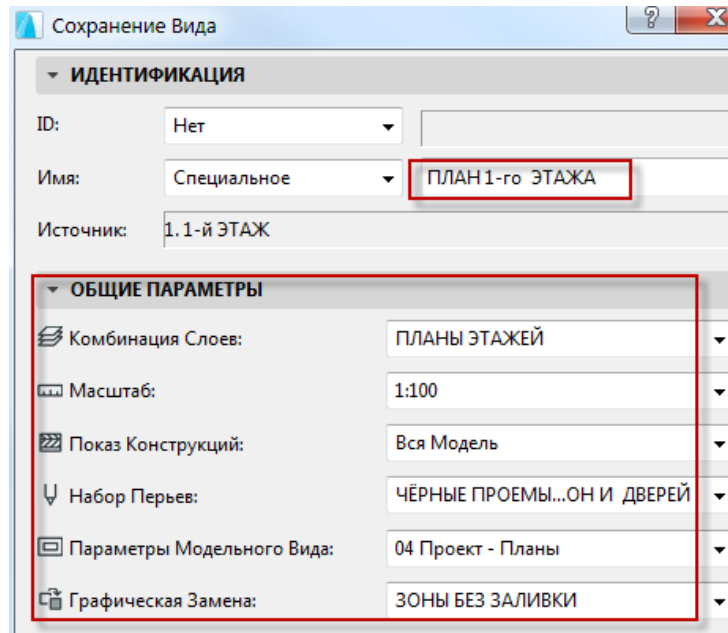 Сохранение Вида
ИДЕНТИФИКАЦИЯ
ID: Нет
Имя: Специальное ПЛАН 1-го ЭТАЖА
Источник: 1. 1-й ЭТАЖ
ОБЩИЕ ПАРАМЕТРЫ
Комбинация Слоев: ПЛАНЫ ЭТАЖЕЙ
Масштаб: 1:100
Показ Конструкций: Вся Модель
Набор Перьев: ЧЁРНЫЕ ПРОЕМЫ...ОН И ДВЕРЕЙ
Параметры Модельного Вида: 04 Проект - Планы
Графическая Замена: ЗОНЫ БЕЗ ЗАЛИВКИ